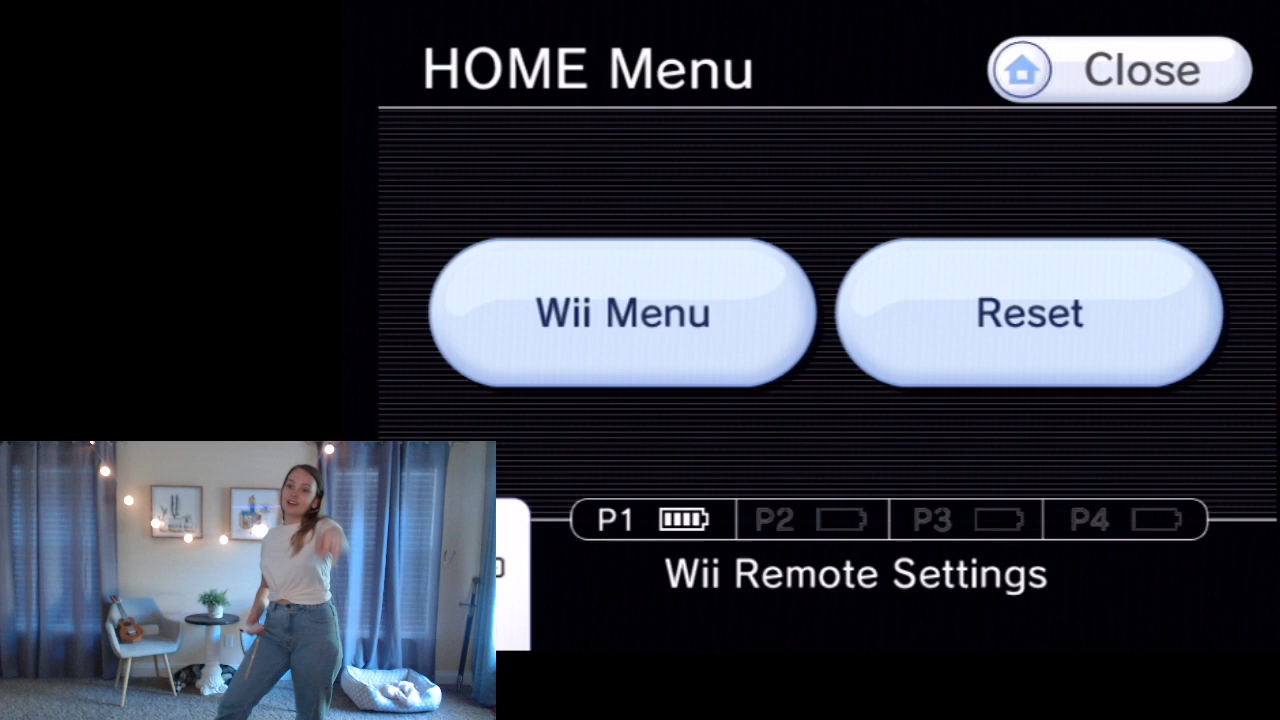 HOME Menu
Close
Wii Menu
Reset
P1 P2 P3 P4
Wii Remote Settings